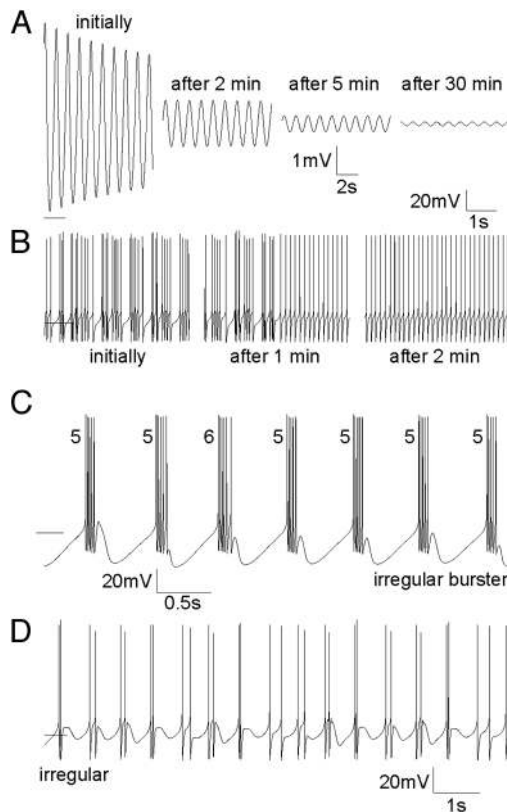 A
initially
after 2 min
after 5 min
after 30 min
1mV
2s
20mV
1s
B
initially
after 1 min
after 2 min
C
5 5 6 5 5 5 5
20mV
0.5s
irregular burster
D
irregular
20mV
1s